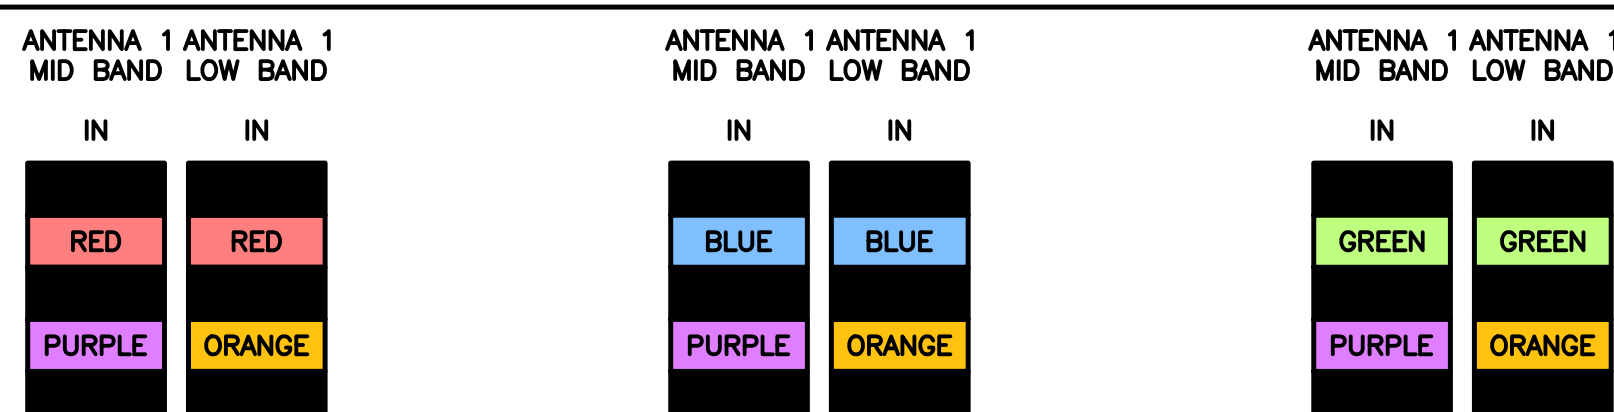 ANTENNA 1 ANTENNA 1 ANTENNA 1 ANTENNA 1 ANTENNA 1 ANTENNA 1
MID BAND LOW BAND MID BAND LOW BAND MID BAND LOW BAND
IN IN IN IN IN IN
RED RED BLUE BLUE GREEN GREEN
PURPLE ORANGE PURPLE ORANGE PURPLE ORANGE